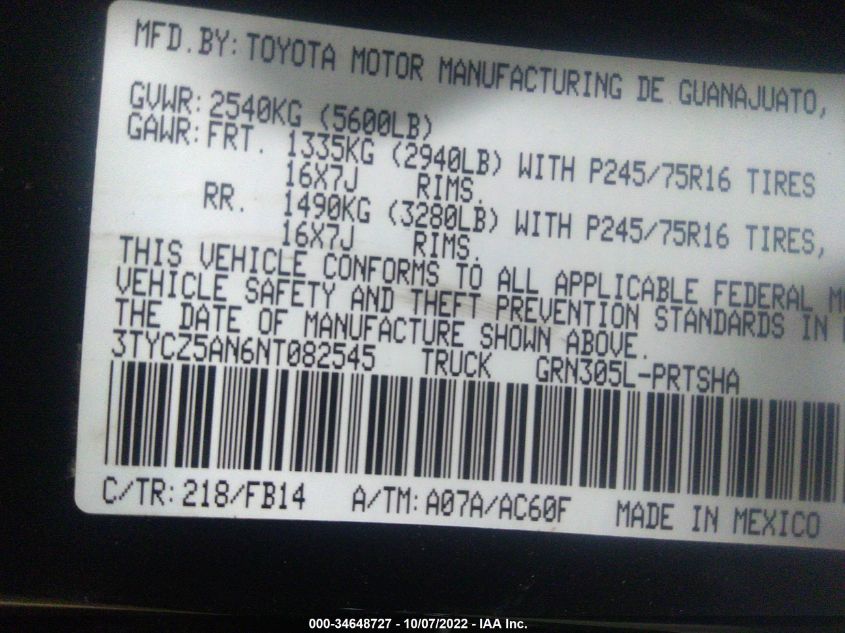 MFD.BY:TOYOTA MOTOR MANUFACTURING DE GUANAJUATO,
GVWR:2540KG (5600LB)
GAWR:FRT. 1335KG (2940LB) WITH P245/75R16 TIRES
16X7J RIMS.
RR. 1490KG (3280LB) WITH P245/75R16 TIRES,
16X7J RIMS.
THIS VEHICLE CONFORMS TO ALL APPLICABLE FEDERAL
VEHICLE SAFETY AND THEFT PREVENTION STANDARDS IN
THE DATE OF MANUFACTURE SHOWN ABOVE.
3TYCZ5AN6NT082545 TRUCK GRN305L-PRTSHA
C/TR:218/FB14 A/TM:A07A/AC60F MADE IN MEXICO
000-34648727 - 10/07/2022 - IAA Inc.